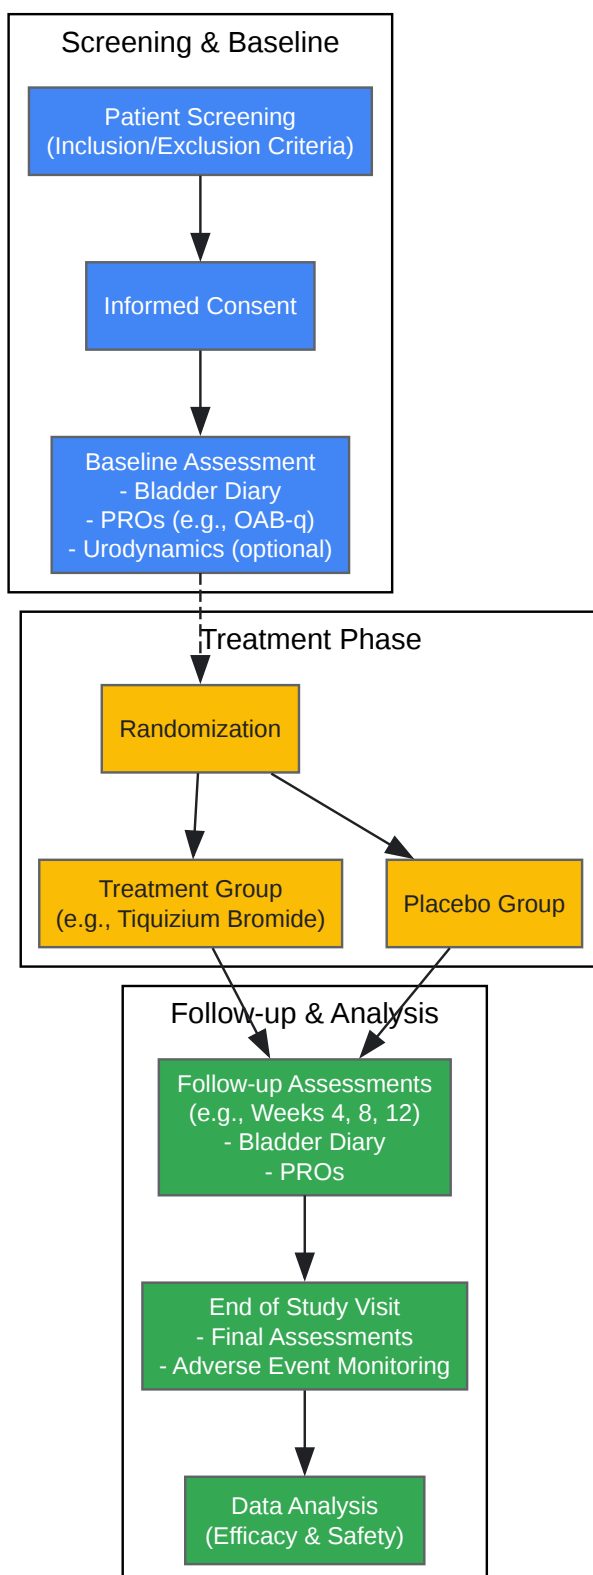 Screening & Baseline
Patient Screening
(Inclusion/Exclusion Criteria)
Informed Consent
Baseline Assessment
- Bladder Diary
- PROs (e.g., OAB-q)
- Urodynamics (optional)
Treatment Phase
Randomization
Treatment Group
(e.g., Tiquizium Bromide)
Placebo Group
Follow-up & Analysis
Follow-up Assessments
(e.g., Weeks 4, 8, 12)
- Bladder Diary
- PROs
End of Study Visit
- Final Assessments
- Adverse Event Monitoring
Data Analysis
(Efficacy & Safety)